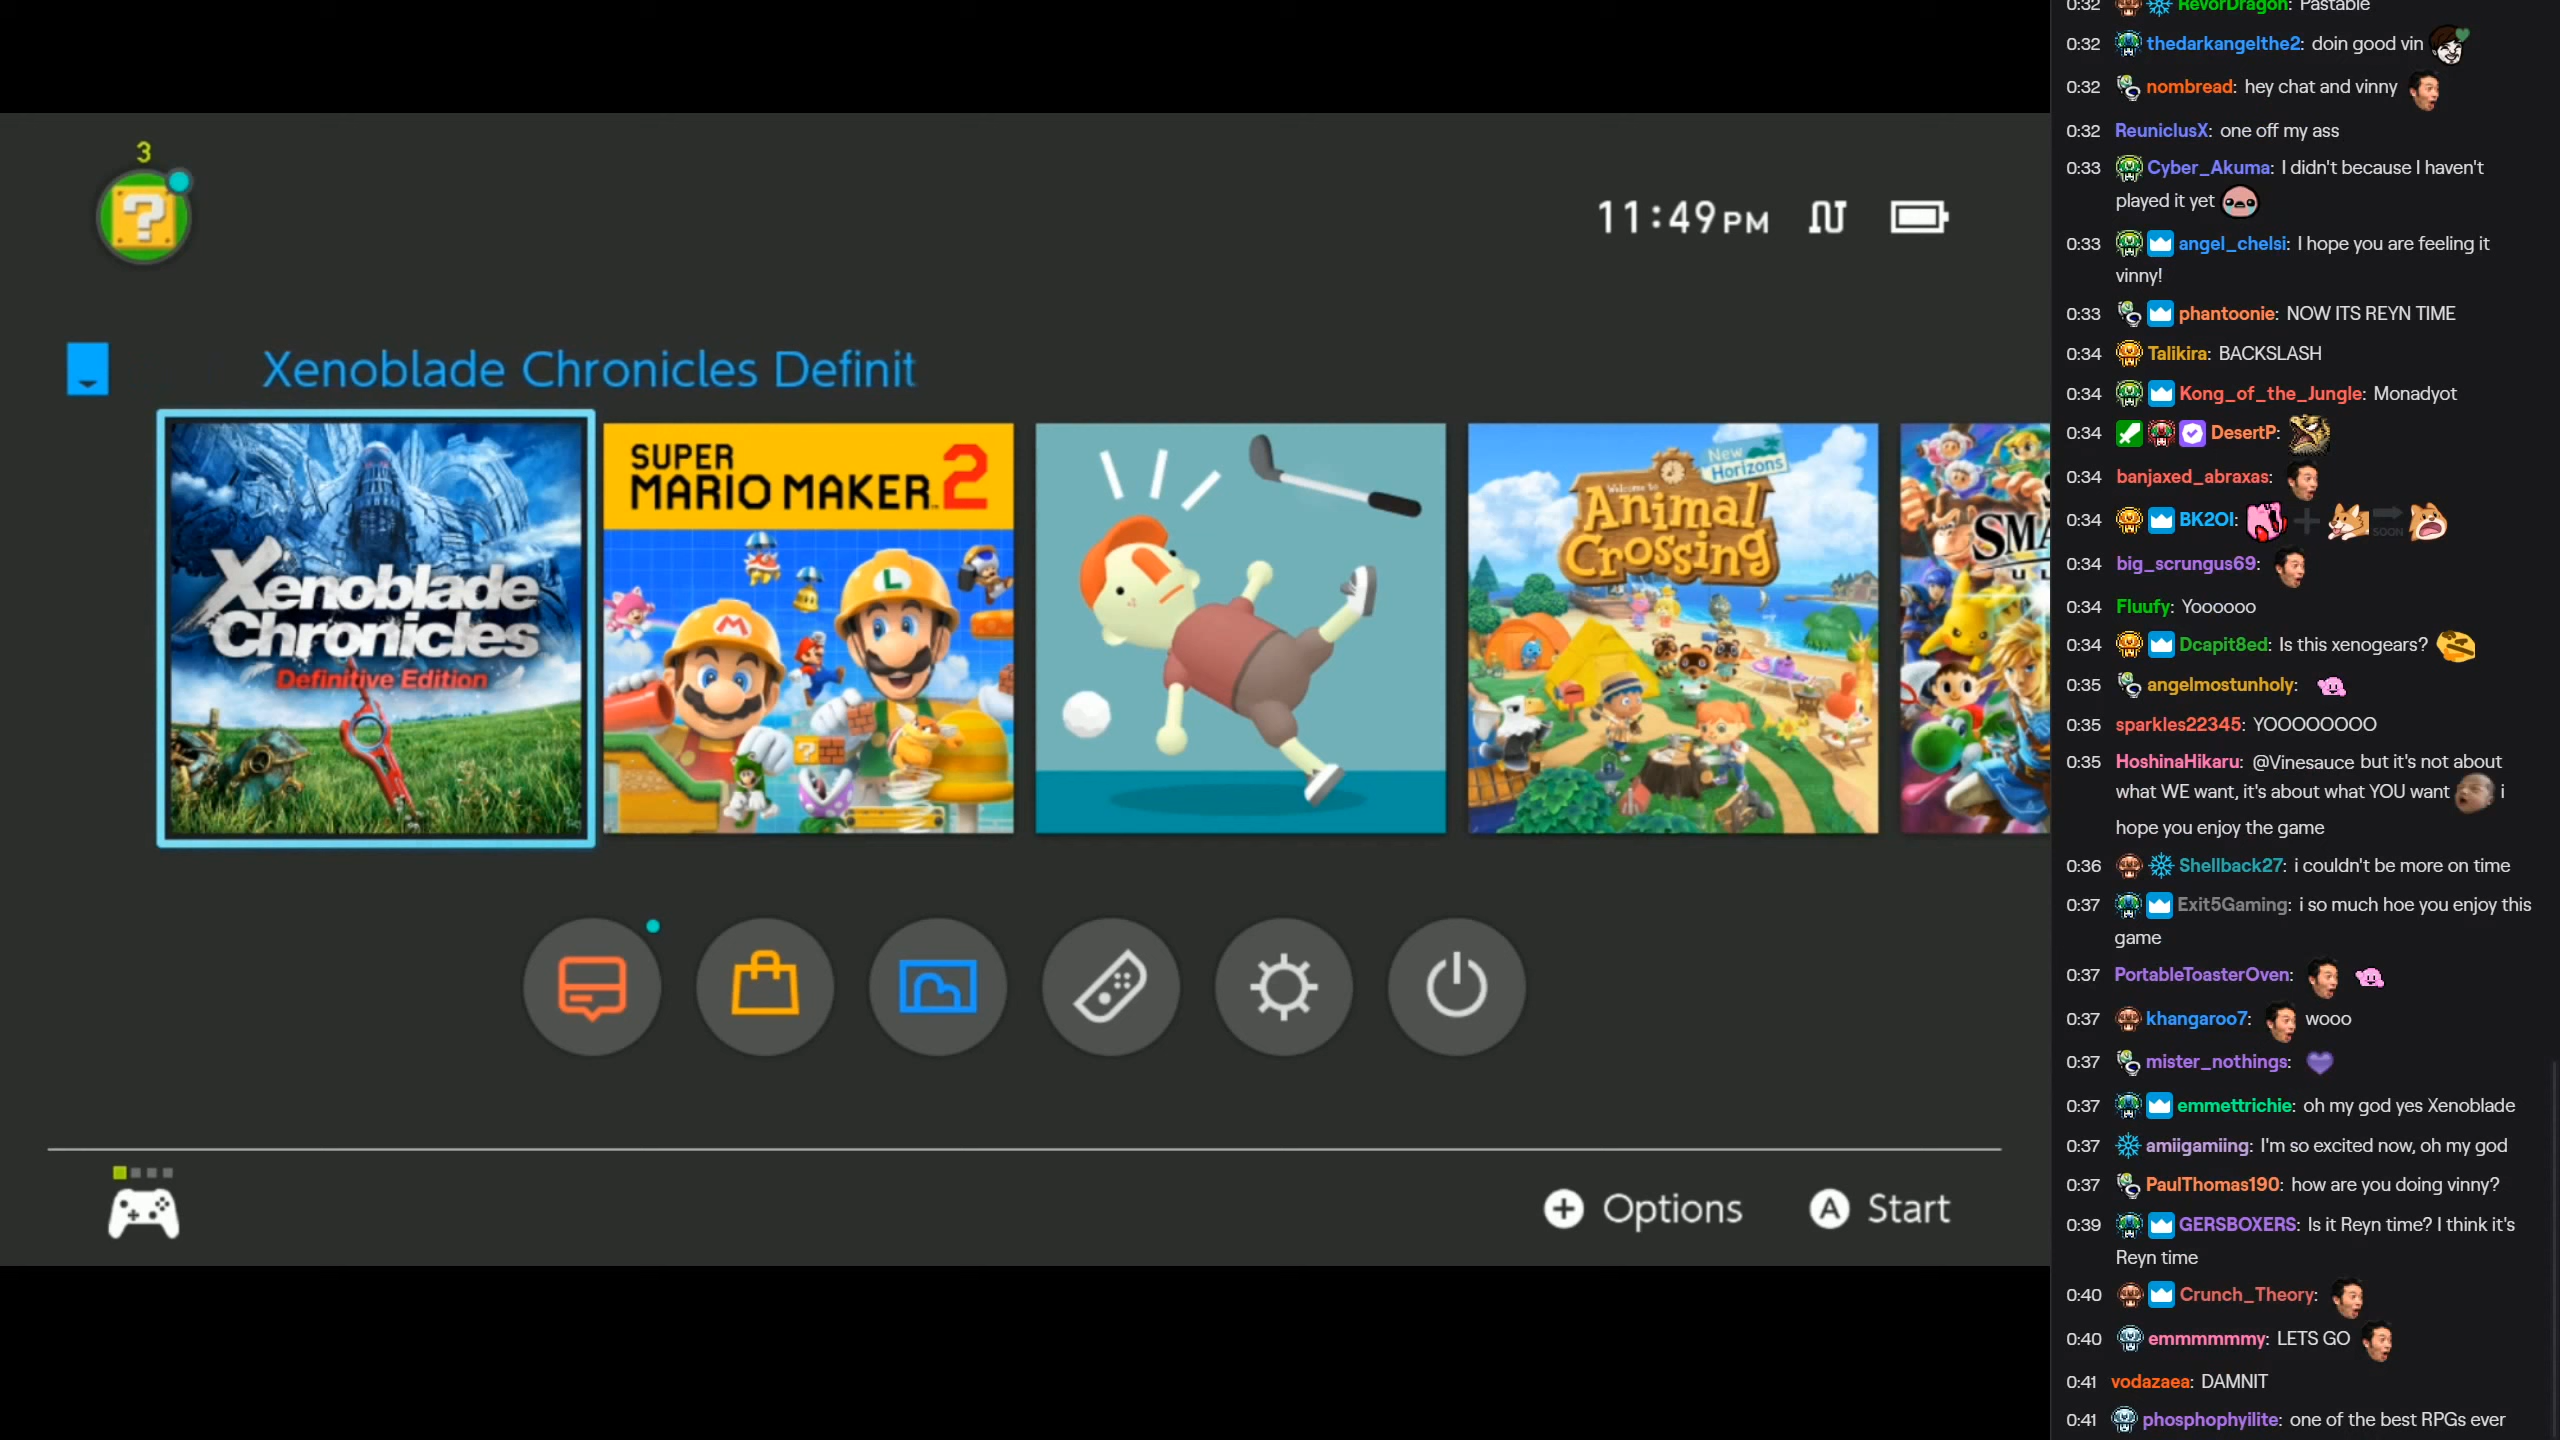 3
11:49 PM
Xenoblade Chronicles Definit
Xenoblade
Chronicles
Definitive Edition
SUPER
MARIO MAKER 2
L
M
New
Horizons
Welcome to
Animal
Crossing
SMA
UL
+ Options
A Start
0:32 RevorDragon: Pastable
0:32 thedarkangelthe2: doin good vin
0:32 nombread: hey chat and vinny
0:32 ReuniclusX: one off my ass
0:33 Cyber_Akuma: I didn't because I haven't
played it yet
0:33 angel_chelsi: I hope you are feeling it
vinny!
0:33 phantoonie: NOW ITS REYN TIME
0:34 Talikira: BACKSLASH
0:34 Kong_of_the_Jungle: Monadyot
0:34 DesertP:
0:34 banjaxed_abraxas:
0:34 BK2OI: + SOON
0:34 big_scrungus69:
0:34 Fluufy: Yoooooo
0:34 Dcapit8ed: Is this xenogears?
0:35 angelmostunholy:
0:35 sparkles22345: YOOOOOOOO
0:35 HoshinaHikaru: @Vinesauce but it's not about
what WE want, it's about what YOU want i
hope you enjoy the game
0:36 Shellback27: i couldn't be more on time
0:37 Exit5Gaming: i so much hoe you enjoy this
game
0:37 PortableToasterOven:
0:37 khangaroo7: wooo
0:37 mister_nothings:
0:37 emmettrichie: oh my god yes Xenoblade
0:37 amiigamiing: I'm so excited now, oh my god
0:37 PaulThomas190: how are you doing vinny?
0:39 GERSBOXERS: Is it Reyn time? I think it's
Reyn time
0:40 Crunch_Theory:
0:40 emmmmmmy: LETS GO
0:41 vodazaea: DAMNIT
0:41 phosphophyilite: one of the best RPGs ever